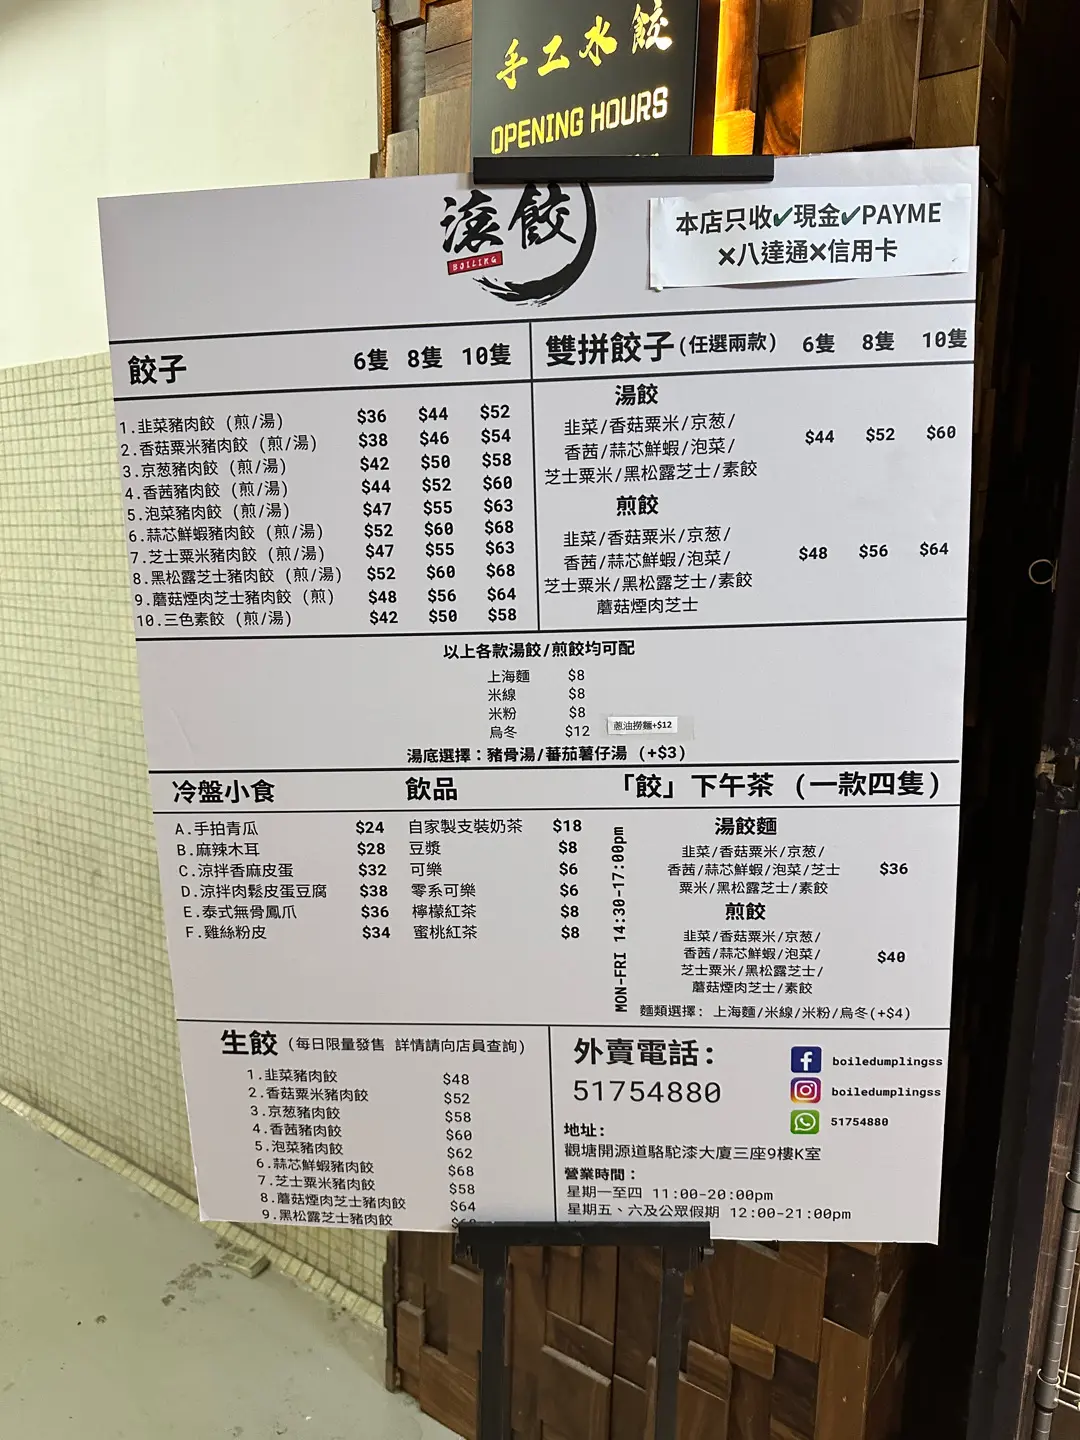 手工水餃
OPENING HOURS
滾餃
BOILING
本店只收✔現金✔PAYME
✖八達通✖信用卡
餃子 6隻 8隻 10隻
1.韭菜豬肉餃 (煎/湯) $36 $44 $52
2.香菇粟米豬肉餃 (煎/湯) $38 $46 $54
3.京葱豬肉餃 (煎/湯) $42 $50 $58
4.香茜豬肉餃 (煎/湯) $44 $52 $60
5.泡菜豬肉餃 (煎/湯) $47 $55 $63
6.蒜芯鮮蝦豬肉餃 (煎/湯) $52 $60 $68
7.芝士粟米豬肉餃 (煎/湯) $47 $55 $63
8.黑松露芝士豬肉餃 (煎/湯) $52 $60 $68
9.蘑菇煙肉芝士豬肉餃 (煎) $48 $56 $64
10.三色素餃 (煎/湯) $42 $50 $58
雙拼餃子(任選兩款) 6隻 8隻 10隻
湯餃
韭菜/香菇粟米/京葱/
香茜/蒜芯鮮蝦/泡菜/ $44 $52 $60
芝士粟米/黑松露芝士/素餃
煎餃
韭菜/香菇粟米/京葱/
香茜/蒜芯鮮蝦/泡菜/ $48 $56 $64
芝士粟米/黑松露芝士/素餃
蘑菇煙肉芝士
以上各款湯餃/煎餃均可配
上海麵 $8
米線 $8
米粉 $8
烏冬 $12 蔥油撈麵+$12
湯底選擇：豬骨湯/蕃茄薯仔湯 (+$3)
冷盤小食
A.手拍青瓜 $24
B.麻辣木耳 $28
C.涼拌香麻皮蛋 $32
D.涼拌肉鬆皮蛋豆腐 $38
E.泰式無骨鳳爪 $36
F.雞絲粉皮 $34
飲品
自家製支裝奶茶 $18
豆漿 $8
可樂 $6
零系可樂 $6
檸檬紅茶 $8
蜜桃紅茶 $8
「餃」下午茶 (一款四隻)
MON-FRI 14:30-17:00pm
湯餃麵
韭菜/香菇粟米/京葱/
香茜/蒜芯鮮蝦/泡菜/芝士 $36
粟米/黑松露芝士/素餃
煎餃
韭菜/香菇粟米/京葱/
香茜/蒜芯鮮蝦/泡菜/ $40
芝士粟米/黑松露芝士/
蘑菇煙肉芝士/素餃
麵類選擇: 上海麵/米線/米粉/烏冬(+$4)
生餃(每日限量發售 詳情請向店員查詢)
1.韭菜豬肉餃 $48
2.香菇粟米豬肉餃 $52
3.京葱豬肉餃 $58
4.香茜豬肉餃 $60
5.泡菜豬肉餃 $62
6.蒜芯鮮蝦豬肉餃 $68
7.芝士粟米豬肉餃 $58
8.蘑菇煙肉芝士豬肉餃 $64
9.黑松露芝士豬肉餃
外賣電話:
51754880
boiledumplingss
boiledumplingss
51754880
地址:
觀塘開源道駱駝漆大廈三座9樓K室
營業時間：
星期一至四 11:00-20:00pm
星期五、六及公眾假期 12:00-21:00pm